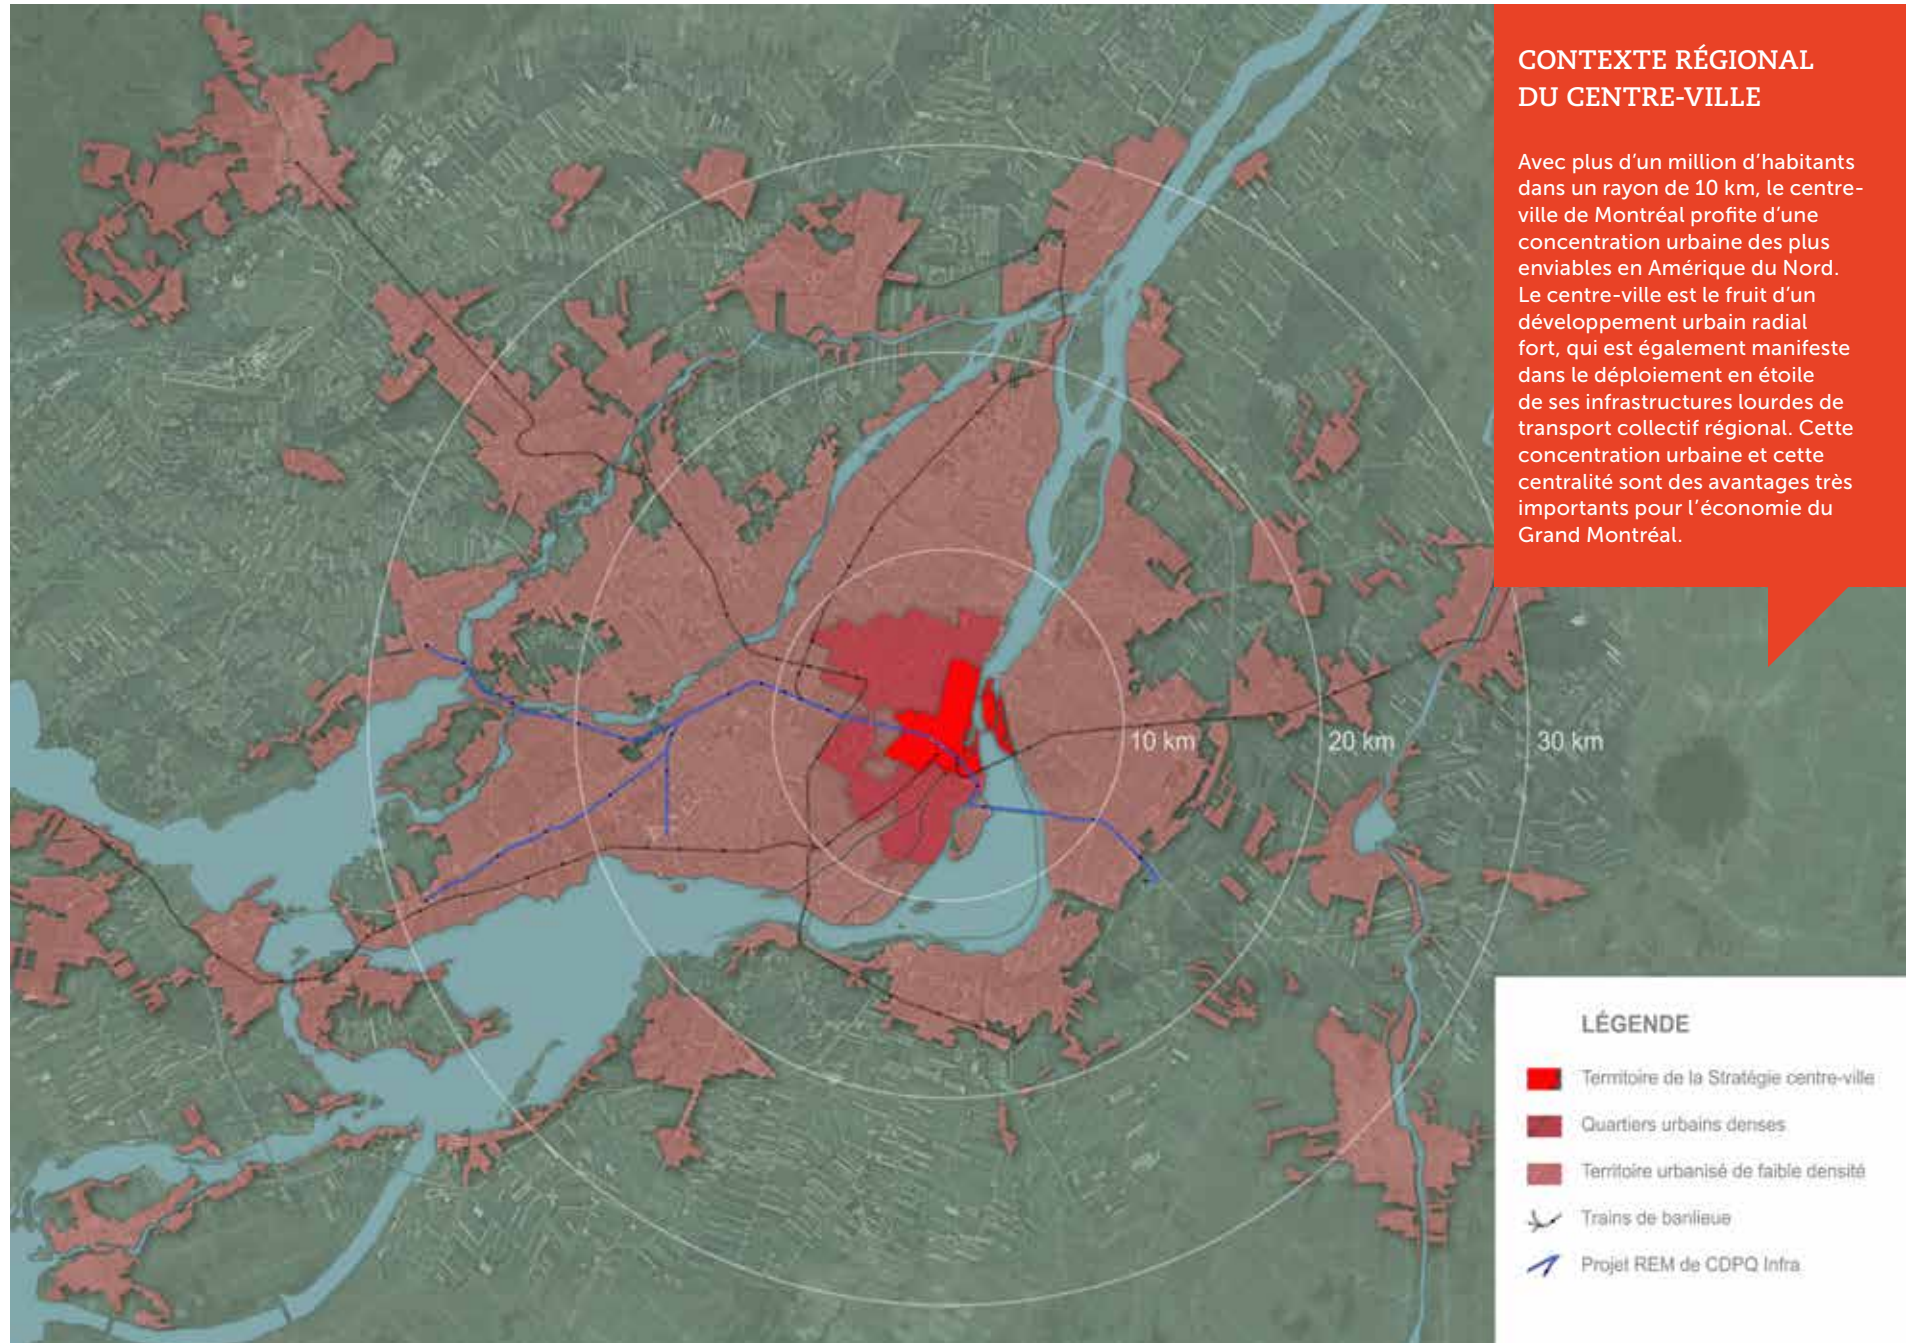 CONTEXTE RÉGIONAL
DU CENTRE-VILLE
Avec plus d'un million d'habitants
dans un rayon de 10 km, le centre-
ville de Montréal profite d'une
concentration urbaine des plus
enviables en Amérique du Nord.
Le centre-ville est le fruit d'un
développement urbain radial
fort, qui est également manifeste
dans le déploiement en étoile
de ses infrastructures lourdes de
transport collectif régional. Cette
concentration urbaine et cette
centralité sont des avantages très
importants pour l'économie du
Grand Montréal.
10 km
20 km
30 km
LÉGENDE
Territoire de la Stratégie centre-ville
Quartiers urbains denses
Territoire urbanisé de faible densité
Trains de banlieue
Projet REM de CDPQ Infra